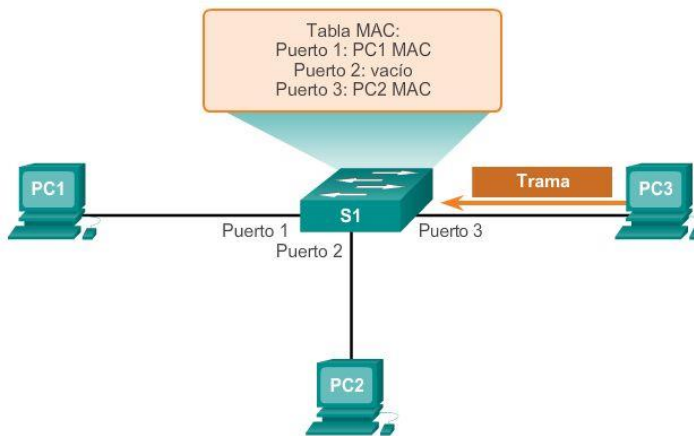 Tabla MAC:
Puerto 1: PC1 MAC
Puerto 2: vacío
Puerto 3: PC2 MAC
PC1
Trama
PC3
S1
Puerto 1
Puerto 3
Puerto 2
PC2